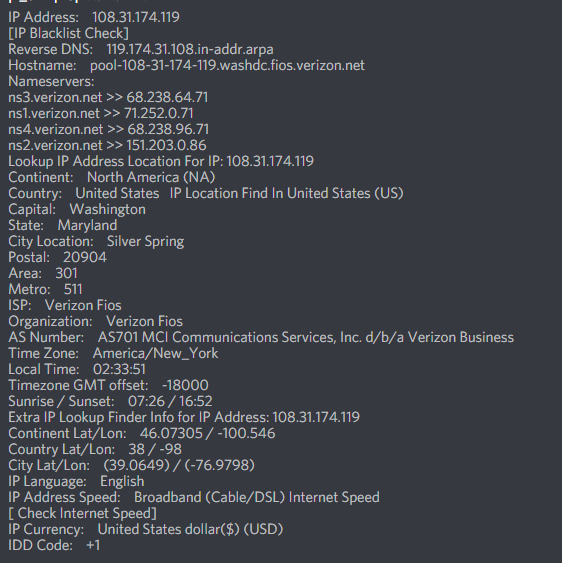 IP Address: 108.31.174.119
[IP Blacklist Check]
Reverse DNS: 119.174.31.108.in-addr.arpa
Hostname: pool-108-31-174-119.washdc.fios.verizon.net
Nameservers:
ns3.verizon.net >> 68.238.64.71
ns1.verizon.net >> 71.252.0.71
ns4.verizon.net >> 68.238.96.71
ns2.verizon.net >> 151.203.0.86
Lookup IP Address Location For IP: 108.31.174.119
Continent: North America (NA)
Country: United States IP Location Find In United States (US)
Capital: Washington
State: Maryland
City Location: Silver Spring
Postal: 20904
Area: 301
Metro: 511
ISP: Verizon Fios
Organization: Verizon Fios
AS Number: AS701 MCI Communications Services, Inc. d/b/a Verizon Business
Time Zone: America/New_York
Local Time: 02:33:51
Timezone GMT offset: -18000
Sunrise / Sunset: 07:26 / 16:52
Extra IP Lookup Finder Info for IP Address: 108.31.174.119
Continent Lat/Lon: 46.07305 / -100.546
Country Lat/Lon: 38 / -98
City Lat/Lon: (39.0649) / (-76.9798)
IP Language: English
IP Address Speed: Broadband (Cable/DSL) Internet Speed
[ Check Internet Speed]
IP Currency: United States dollar($) (USD)
IDD Code: +1